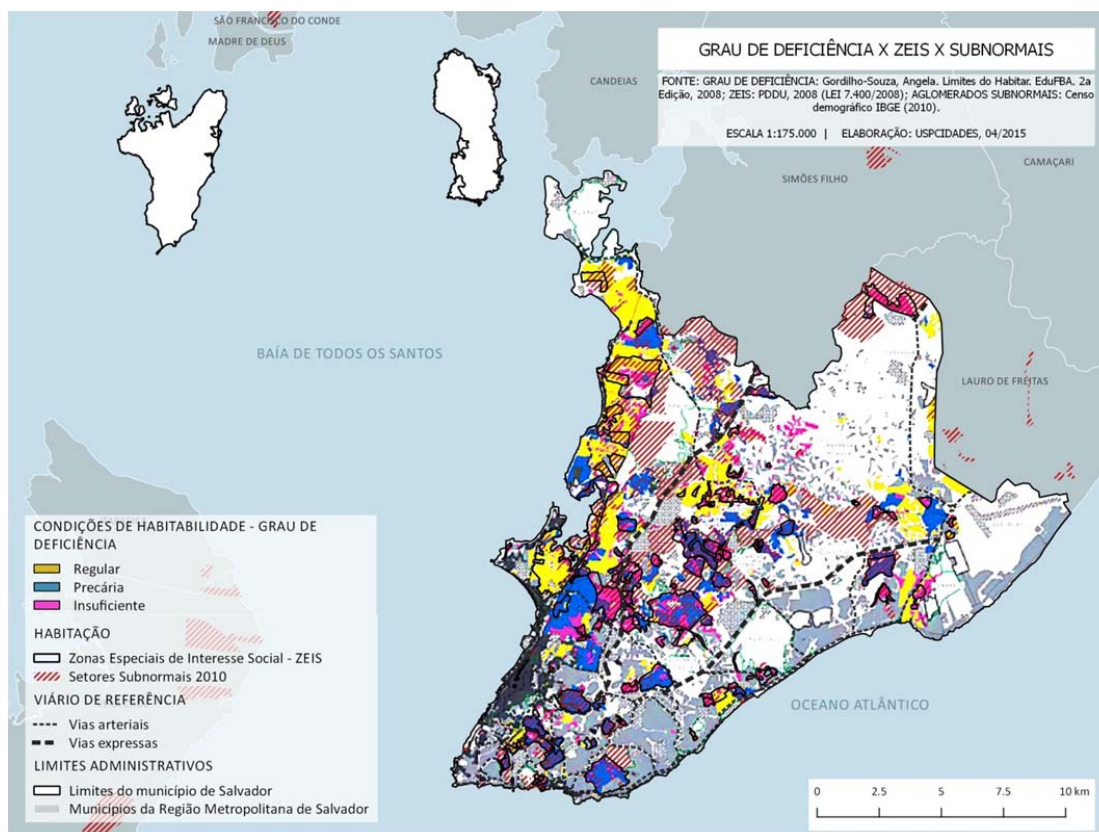 SÃO FRANCISCO DO CONDE
MADRE DE DEUS
CANDEIAS
GRAU DE DEFICIÊNCIA X ZEIS X SUBNORMAIS
FONTE: GRAU DE DEFICIÊNCIA: Gordilho-Souza, Angela. Limites do Habitar. EduFBA. 2a
Edição, 2008; ZEIS: PDDU, 2008 (LEI 7.400/2008); AGLOMERADOS SUBNORMAIS: Censo
demográfico IBGE (2010).
ESCALA 1:175.000 | ELABORAÇÃO: USPCIDADES, 04/2015
CAMAÇARI
SIMÕES FILHO
BAÍA DE TODOS OS SANTOS
LAURO DE FREITAS
OCEANO ATLÂNTICO
CONDIÇÕES DE HABITABILIDADE - GRAU DE
DEFICIÊNCIA
Regular
Precária
Insuficiente
HABITAÇÃO
Zonas Especiais de Interesse Social - ZEIS
Setores Subnormais 2010
VIÁRIO DE REFERÊNCIA
Vias arteriais
Vias expressas
LIMITES ADMINISTRATIVOS
Limites do município de Salvador
Municípios da Região Metropolitana de Salvador
0 2.5 5 7.5 10 km